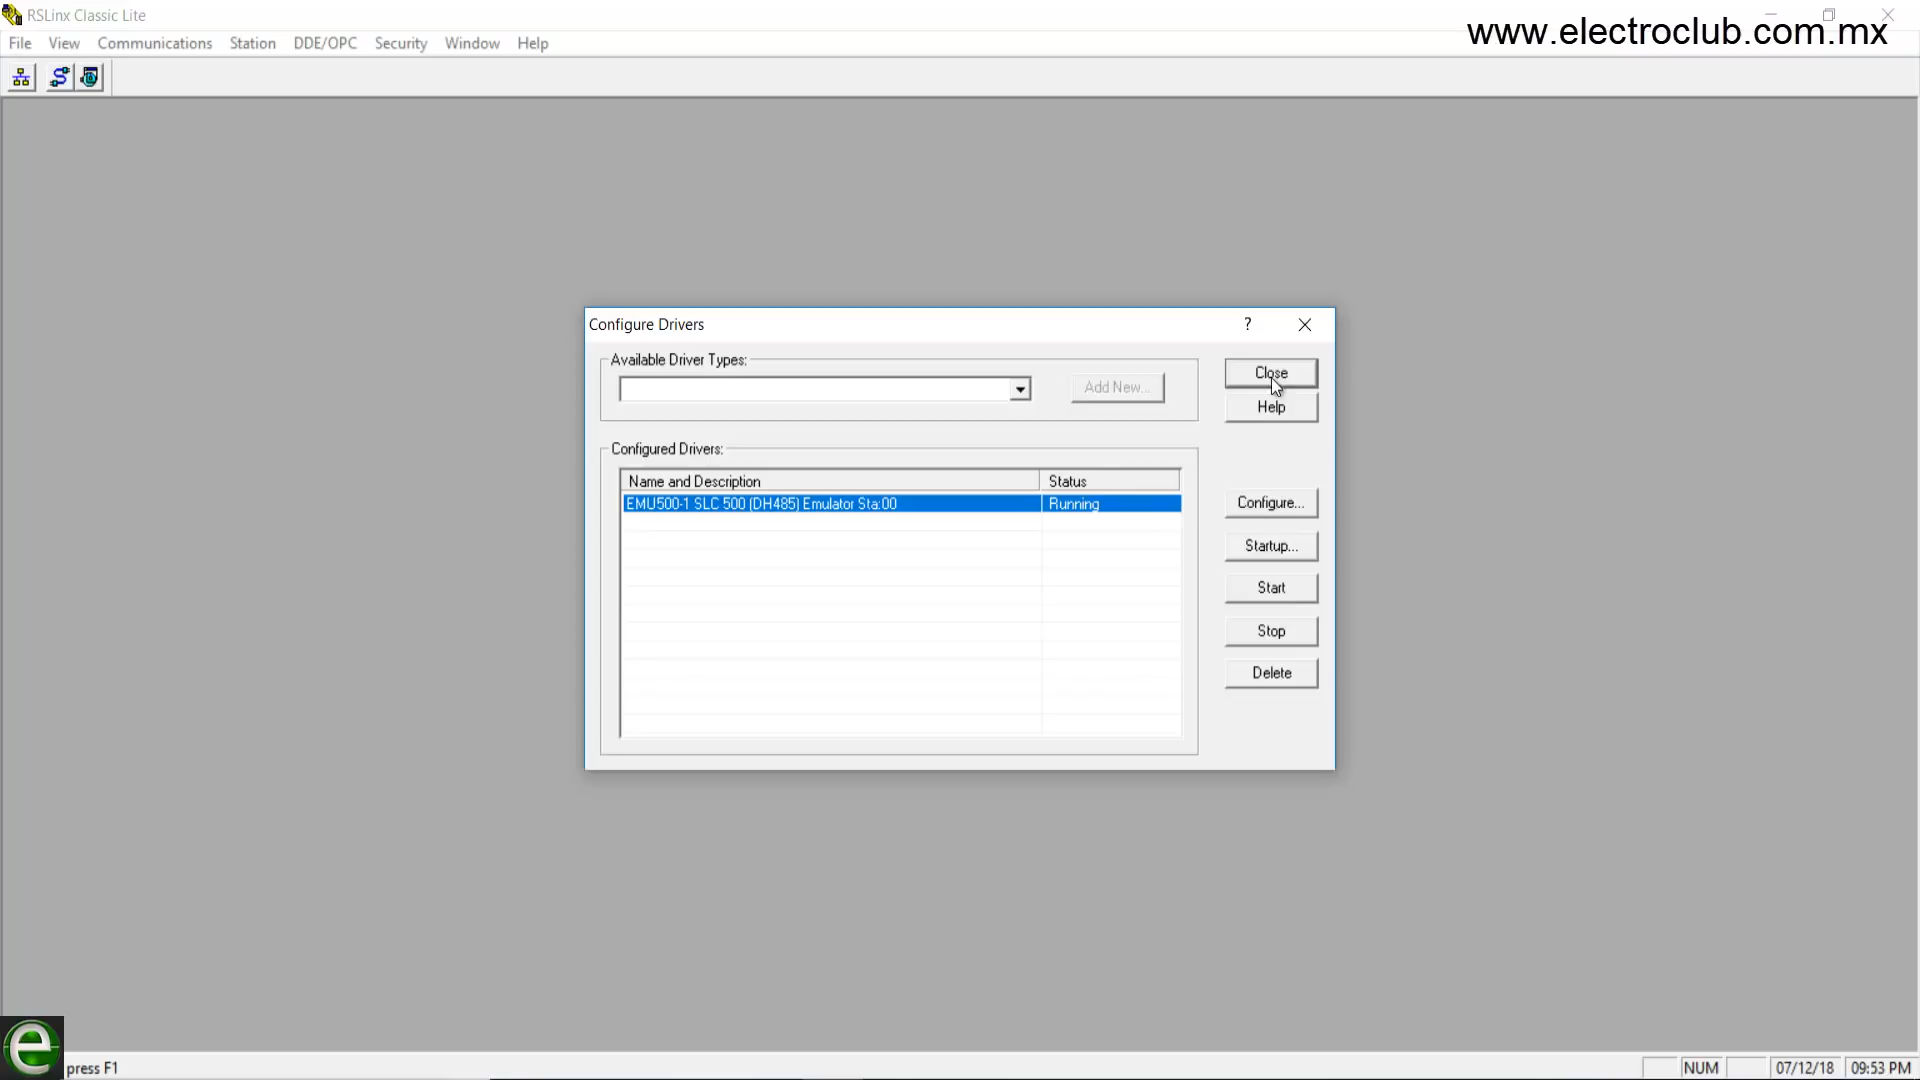 RSLinx Classic Lite
www.electroclub.com.mx
File View Communications Station DDE/OPC Security Window Help
Configure Drivers
?
Available Driver Types:
Close
Add New...
Help
Configured Drivers:
Name and Description Status
EMU500-1 SLC 500 (DH485) Emulator Sta:00 Running
Configure...
Startup...
Start
Stop
Delete
e
press F1
NUM 07/12/18 09:53 PM